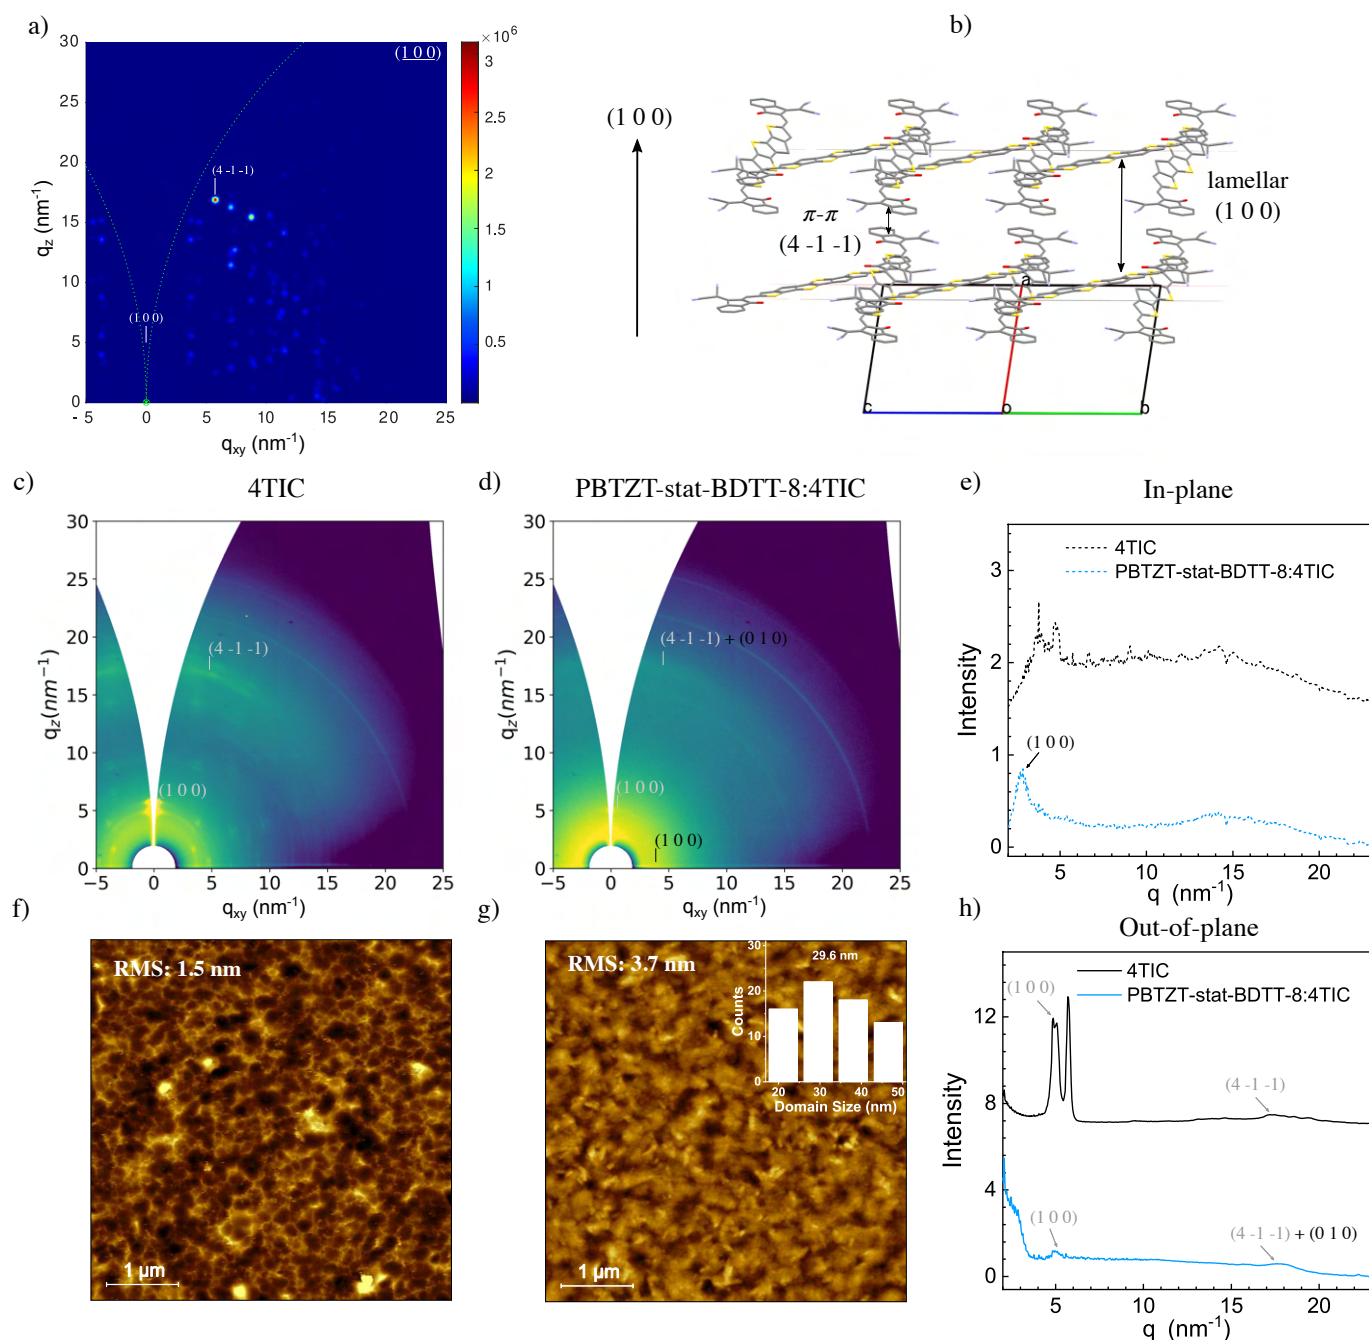 a)
30
25
20
15
10
5
0
q_z (nm⁻¹)
-5
0
5
10
15
20
25
q_xy (nm⁻¹)
(1 0 0)
(4 -1 -1)
(1 0 0)
×10⁶
3
2.5
2
1.5
1
0.5
b)
(1 0 0)
π-π
(4 -1 -1)
lamellar
(1 0 0)
a
c
o
b
c)
4TIC
30
25
20
15
10
5
0
q_z(nm⁻¹)
(4 -1 -1)
(1 0 0)
−5
0
5
10
15
20
25
q_xy (nm⁻¹)
d)
PBTZT-stat-BDTT-8:4TIC
30
25
20
15
10
5
0
q_z(nm⁻¹)
(4 -1 -1) + (0 1 0)
(1 0 0)
(1 0 0)
−5
0
5
10
15
20
25
q_xy (nm⁻¹)
e)
In-plane
4TIC
PBTZT-stat-BDTT-8:4TIC
3
2
1
0
Intensity
(1 0 0)
5
10
15
20
q (nm⁻¹)
f)
RMS: 1.5 nm
1 µm
g)
RMS: 3.7 nm
1 µm
29.6 nm
30
20
10
0
Counts
20
30
40
50
Domain Size (nm)
h)
Out-of-plane
4TIC
PBTZT-stat-BDTT-8:4TIC
12
8
4
0
Intensity
(1 0 0)
(4 -1 -1)
(1 0 0)
(4 -1 -1) + (0 1 0)
5
10
15
20
q (nm⁻¹)